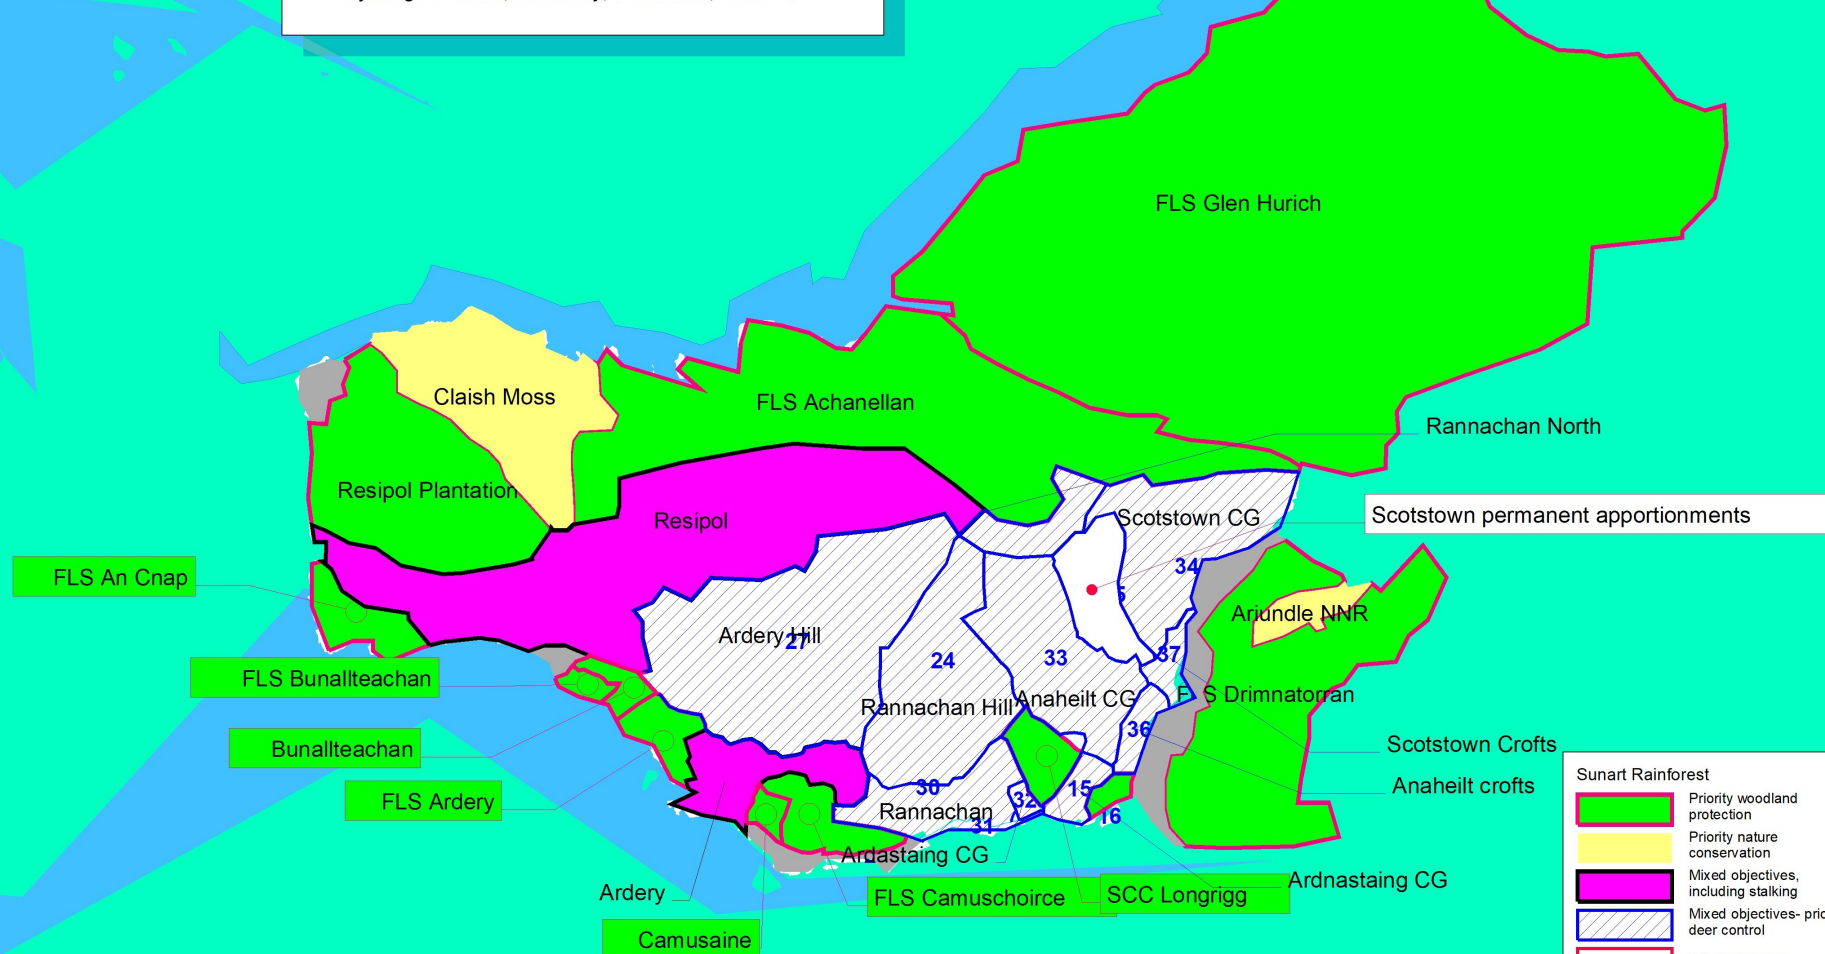 FLS Glen Hurich
Claish Moss
FLS Achanellan
Rannachan North
Resipol Plantation
Resipol
Scotstown CG
Scotstown permanent apportionments
34
FLS An Cnap
5
Ardery Hill
27
Ariundle NNR
24
33
37
FLS Bunallteachan
Rannachan Hill
Anaheilt CG
F S Drimnatorran
36
Bunallteachan
Scotstown Crofts
Anaheilt crofts
FLS Ardery
30
32
15
Rannachan
31
16
Ardastaing CG
Ardery
FLS Camuschoirce
SCC Longrigg
Ardnastaing CG
Camusaine
Sunart Rainforest
Priority woodland
protection
Priority nature
conservation
Mixed objectives,
including stalking
Mixed objectives- pric
deer control